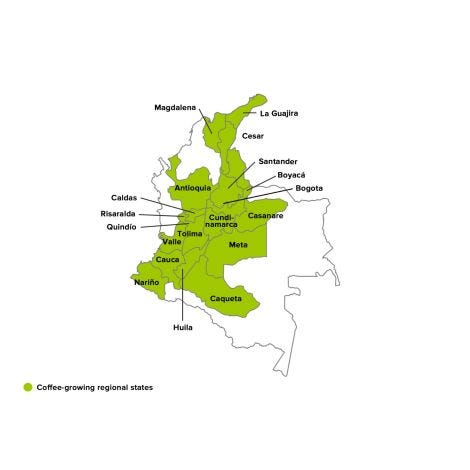 Magdalena
La Guajira
Cesar
Santander
Boyacá
Antioquia
Bogota
Caldas
Risaralda
Cundi-
namarca
Casanare
Quindío
Tolima
Valle
Meta
Cauca
Nariño
Caqueta
Huila
Coffee-growing regional states